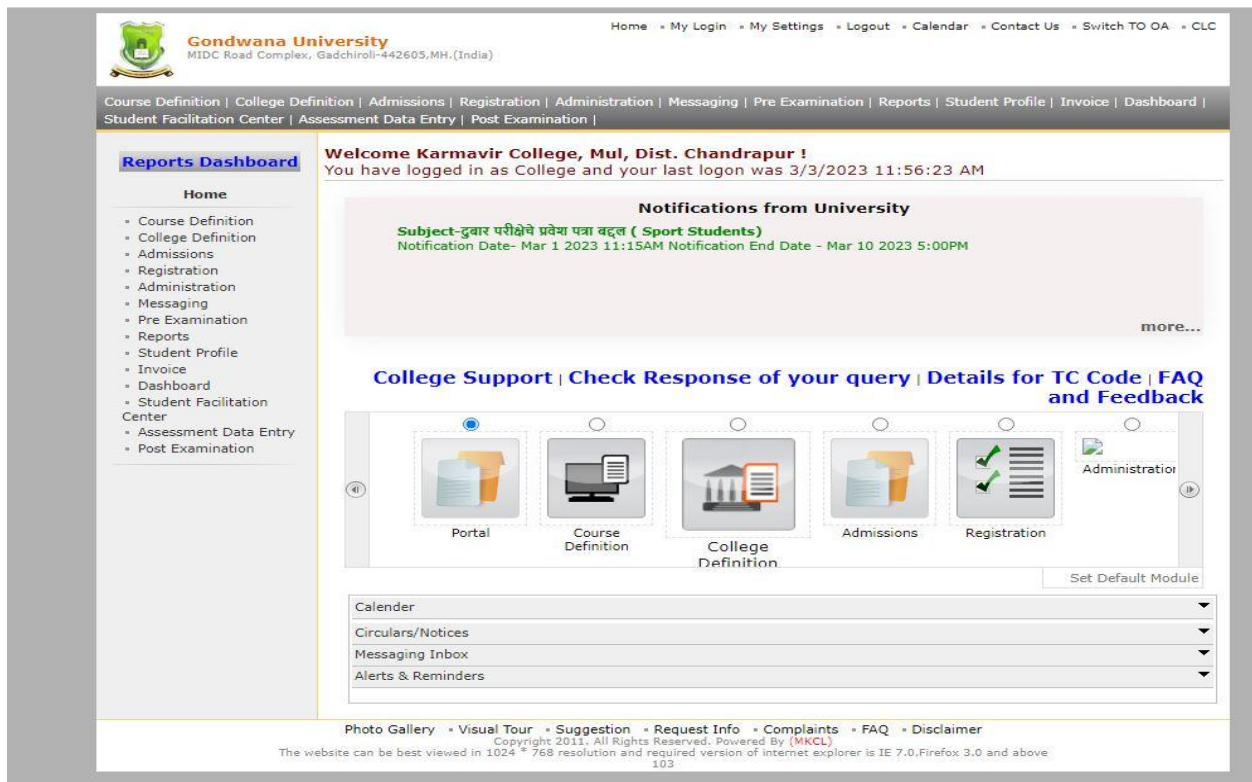 Home • My Login • My Settings • Logout • Calendar • Contact Us • Switch TO OA • CLC
Gondwana University
MIDC Road Complex, Gadchiroli-442605,MH.(India)
Course Definition | College Definition | Admissions | Registration | Administration | Messaging | Pre Examination | Reports | Student Profile | Invoice | Dashboard |
Student Facilitation Center | Assessment Data Entry | Post Examination |
Reports Dashboard
Home
Course Definition
College Definition
Admissions
Registration
Administration
Messaging
Pre Examination
Reports
Student Profile
Invoice
Dashboard
Student Facilitation
Center
Assessment Data Entry
Post Examination
Welcome Karmavir College, Mul, Dist. Chandrapur !
You have logged in as College and your last logon was 3/3/2023 11:56:23 AM
Notifications from University
Subject-दुबार परीक्षेचे प्रवेश पत्रा बद्दल ( Sport Students)
Notification Date- Mar 1 2023 11:15AM Notification End Date - Mar 10 2023 5:00PM
more...
College Support | Check Response of your query | Details for TC Code | FAQ
and Feedback
Portal
Course
Definition
College
Definition
Admissions
Registration
Administration
Set Default Module
Calender
Circulars/Notices
Messaging Inbox
Alerts & Reminders
Photo Gallery • Visual Tour • Suggestion • Request Info • Complaints • FAQ • Disclaimer
Copyright 2011. All Rights Reserved. Powered By (MKCL)
The website can be best viewed in 1024 * 768 resolution and required version of internet explorer is IE 7.0,Firefox 3.0 and above
103